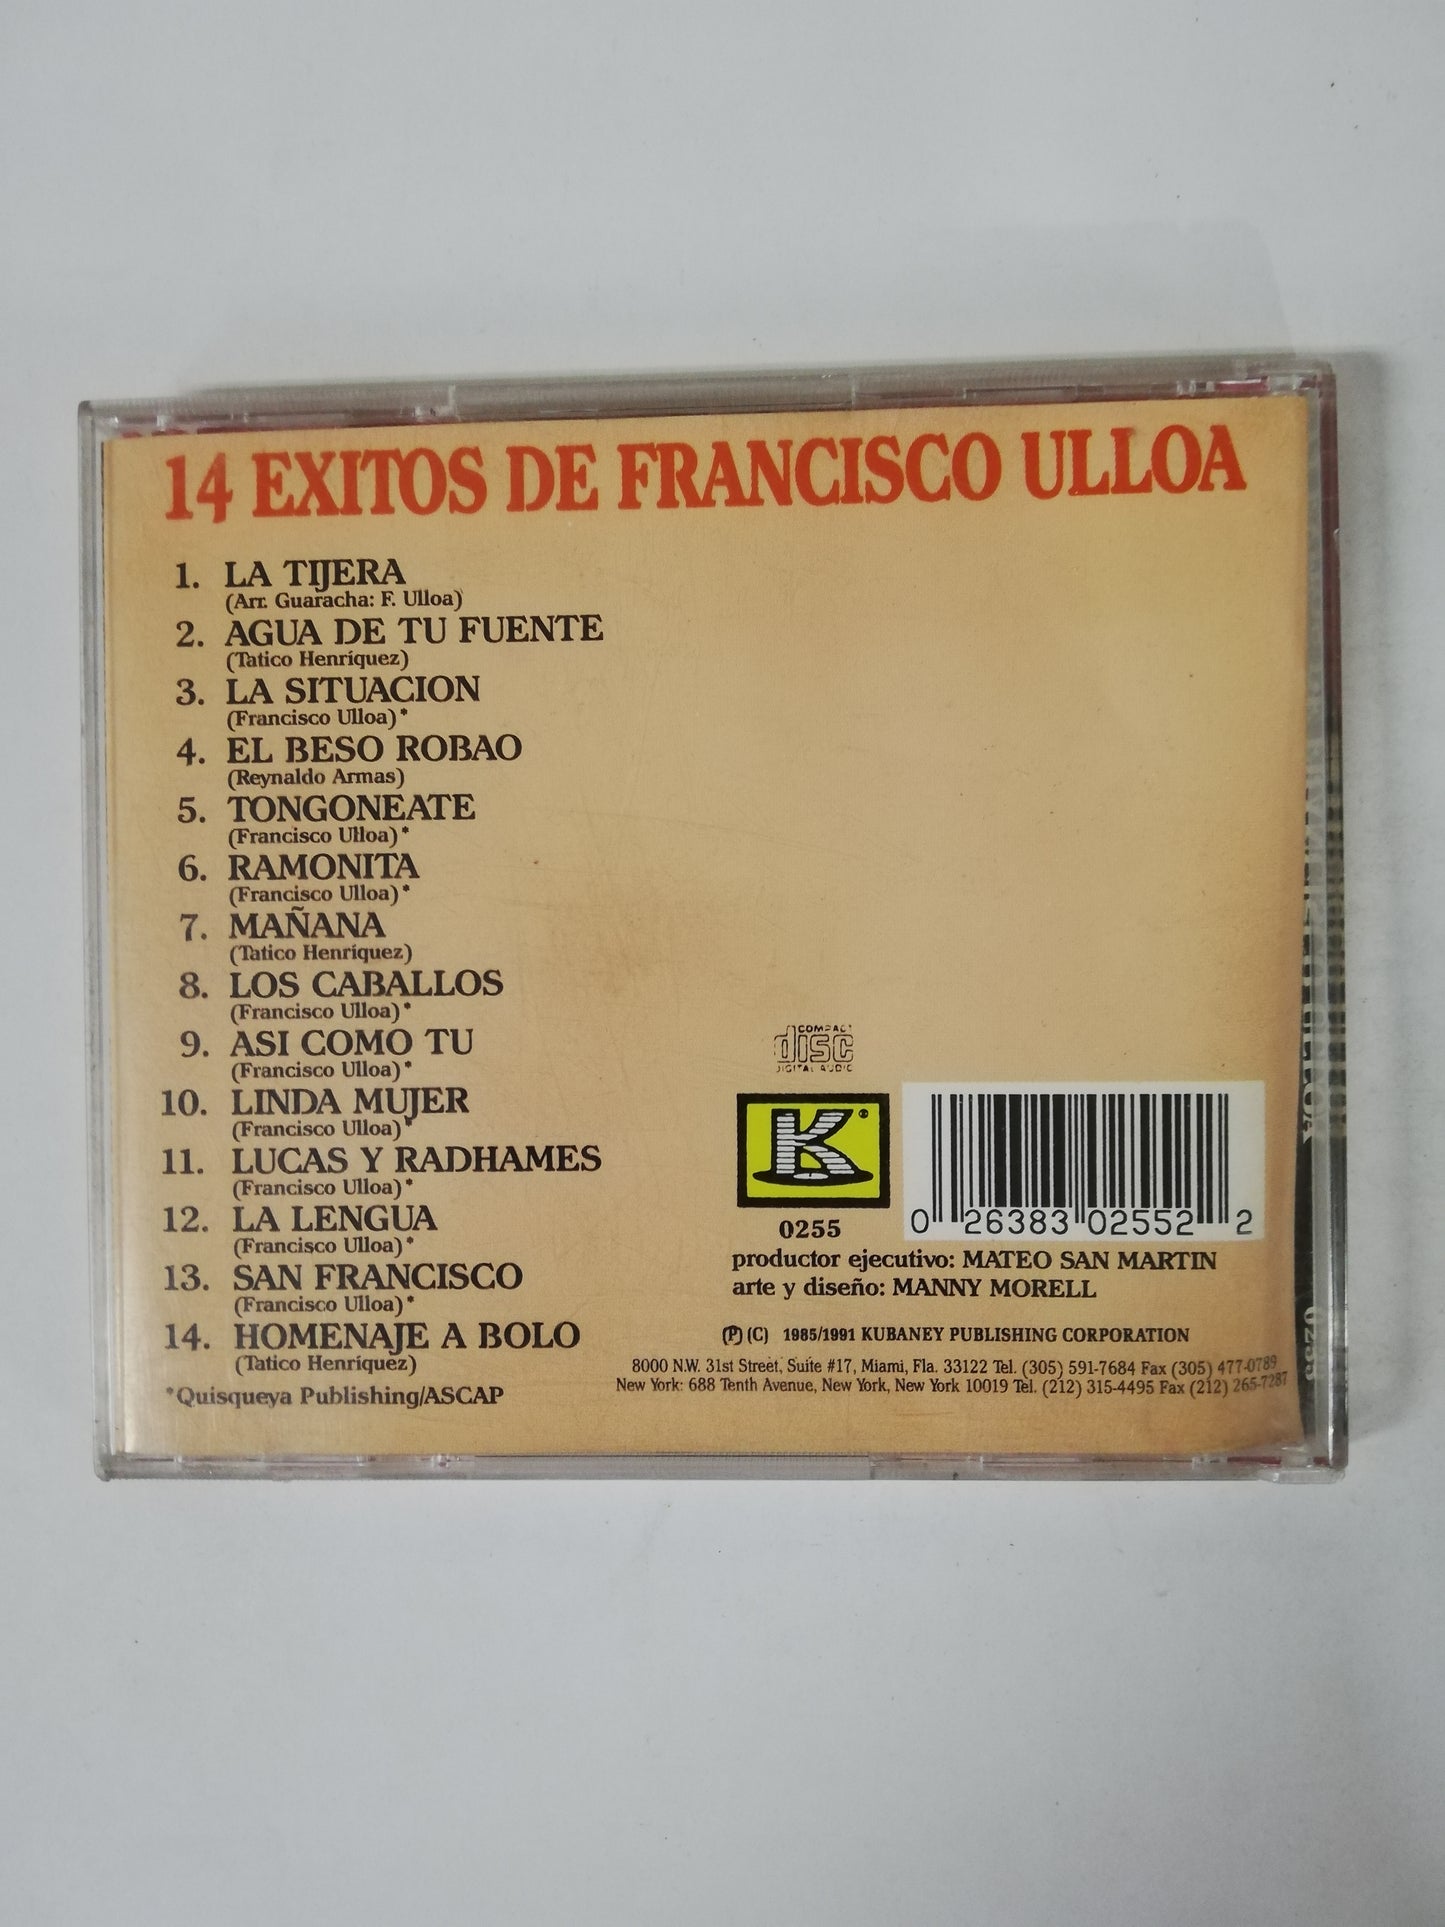 14 EXITOS DE FRANCISCO ULLOA
1. LA TIJERA
(Arr. Guaracha: F. Ulloa)
2. AGUA DE TU FUENTE
(Tatico Henríquez)
3. LA SITUACION
(Francisco Ulloa)*
4. EL BESO ROBAO
(Reynaldo Armas)
5. TONGONEATE
(Francisco Ulloa)*
6. RAMONITA
(Francisco Ulloa)*
7. MAÑANA
(Tatico Henríquez)
8. LOS CABALLOS
(Francisco Ulloa)*
9. ASI COMO TU
(Francisco Ulloa)*
10. LINDA MUJER
(Francisco Ulloa)*
11. LUCAS Y RADHAMES
(Francisco Ulloa)*
12. LA LENGUA
(Francisco Ulloa)*
13. SAN FRANCISCO
(Francisco Ulloa)*
14. HOMENAJE A BOLO
(Tatico Henríquez)
*Quisqueya Publishing/ASCAP
COMPACT
disc
DIGITAL AUDIO
K®
0255
0 26383 02552 2
productor ejecutivo: MATEO SAN MARTIN
arte y diseño: MANNY MORELL
(P) (C) 1985/1991 KUBANEY PUBLISHING CORPORATION
8000 N.W. 31st Street, Suite #17, Miami, Fla. 33122 Tel. (305) 591-7684 Fax (305) 477-0789
New York: 688 Tenth Avenue, New York, New York 10019 Tel. (212) 315-4495 Fax (212) 265-7287
0255